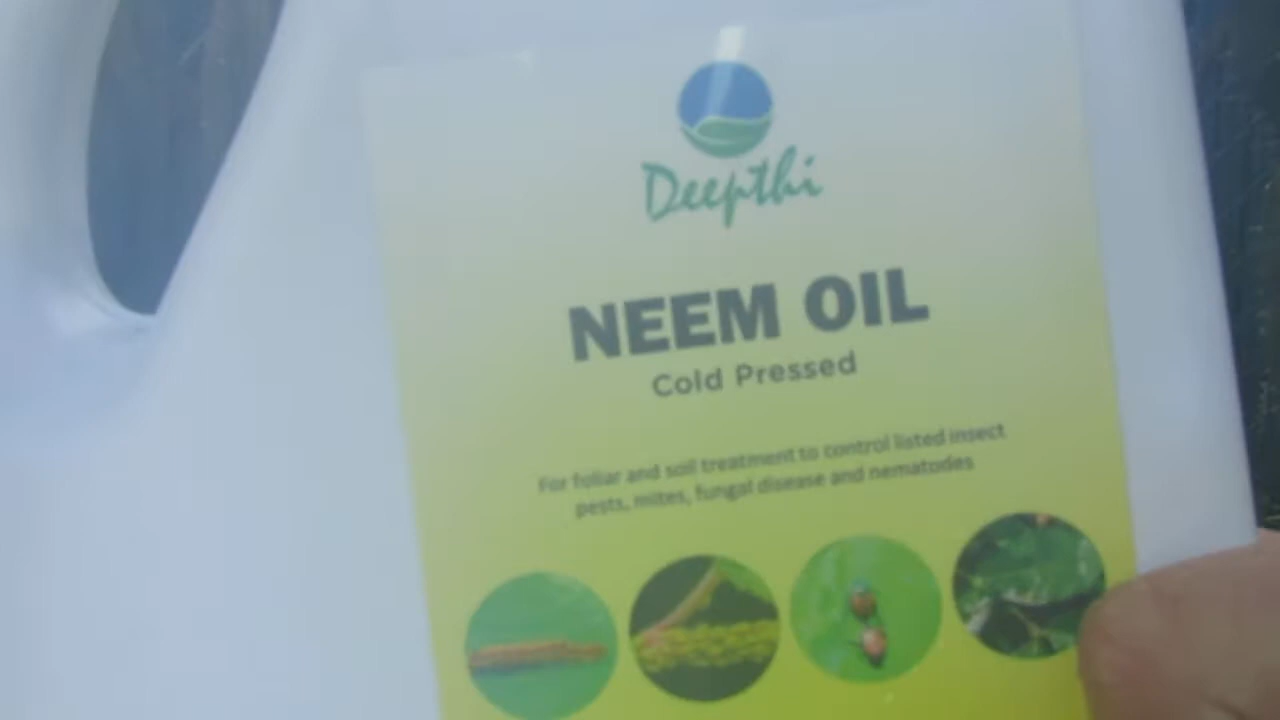 Deepthi
NEEM OIL
Cold Pressed
For foliar and soil treatment to control listed insect
pests, mites, fungal disease and nematodes